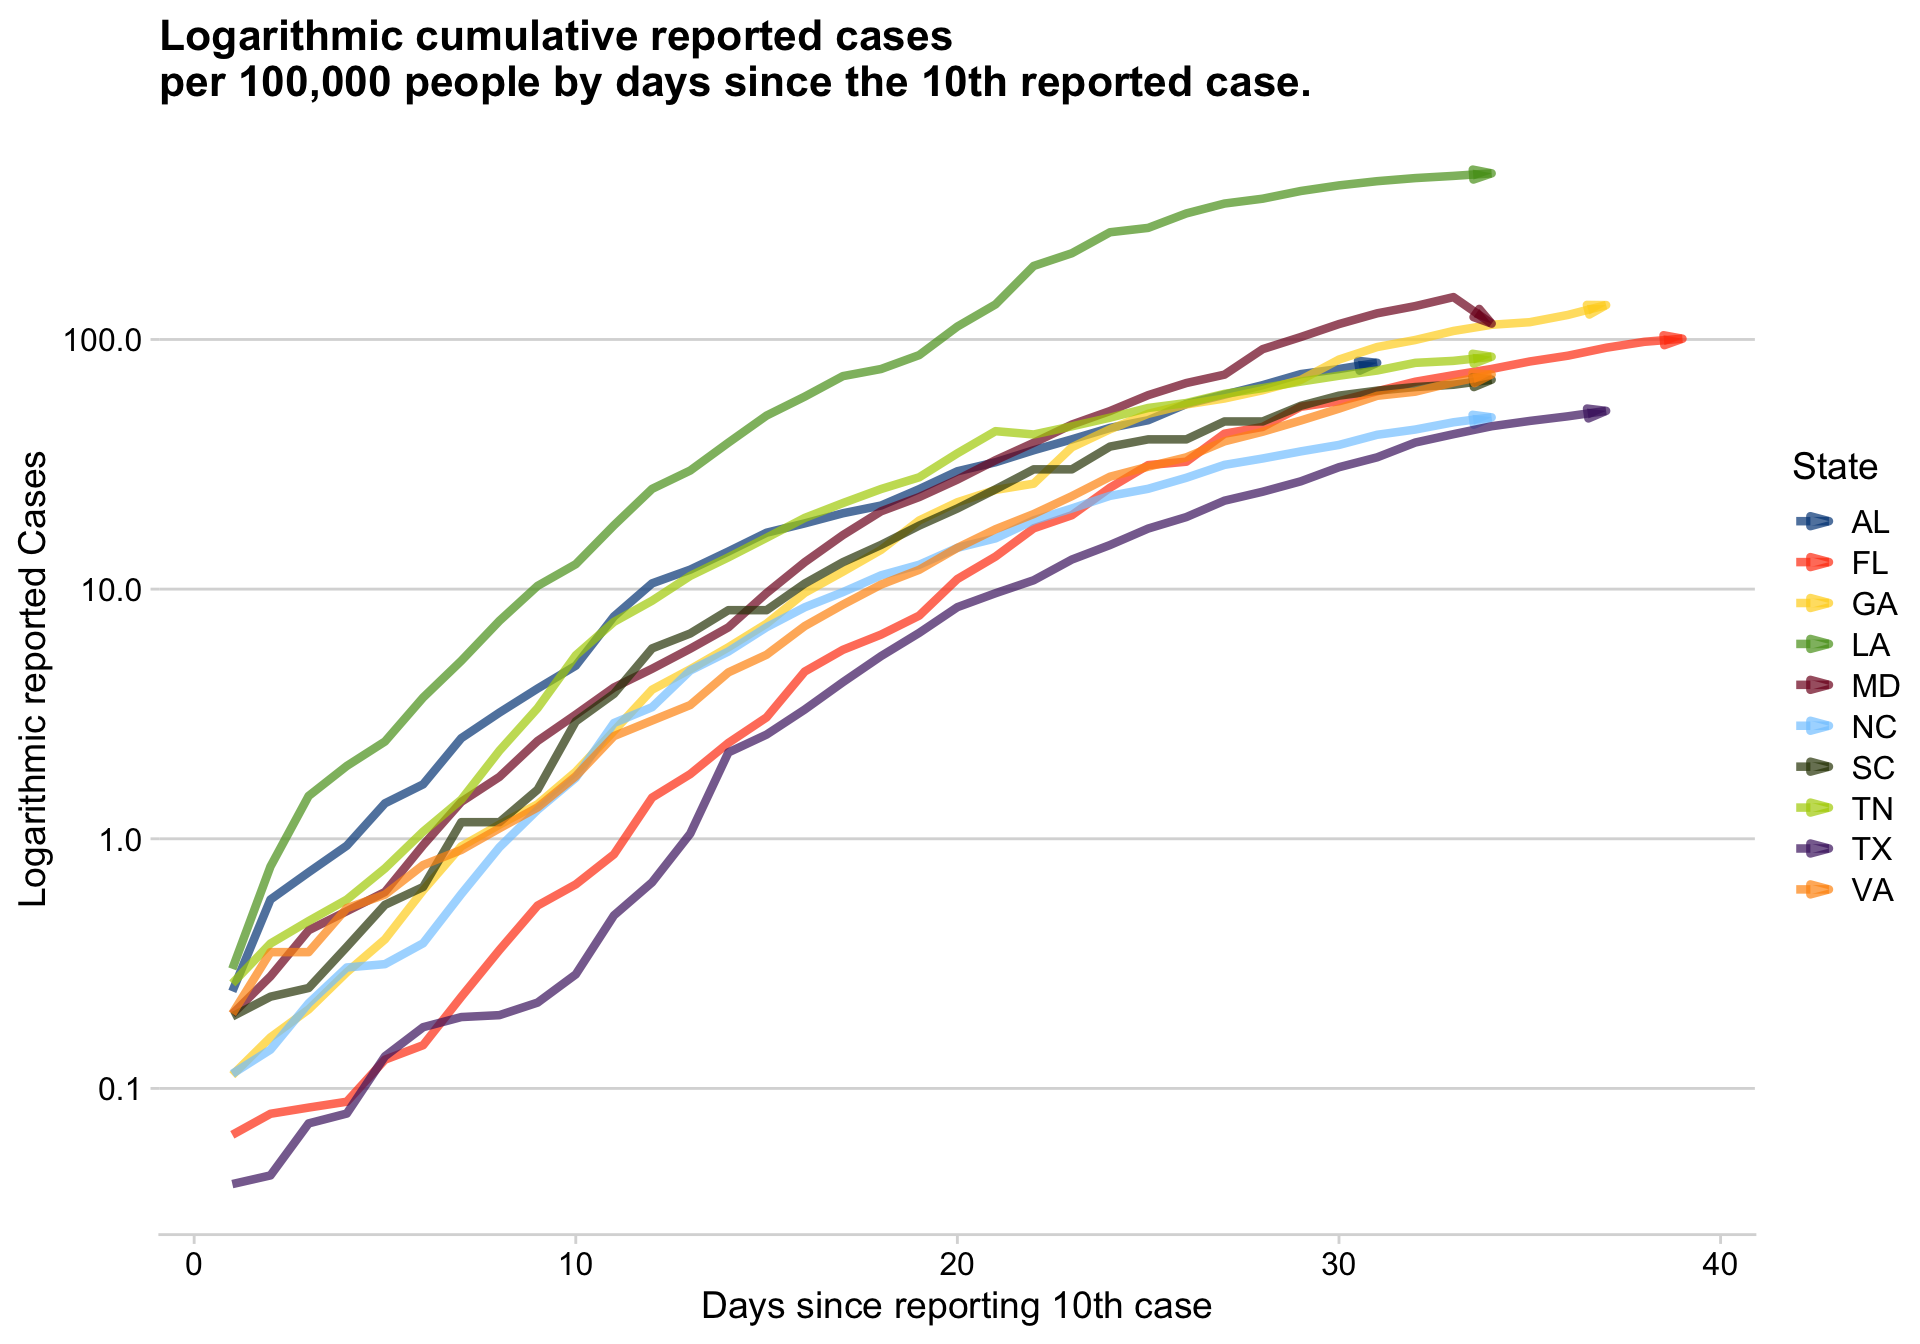 Logarithmic cumulative reported cases
per 100,000 people by days since the 10th reported case.
Logarithmic reported Cases
100.0
10.0
1.0
0.1
0
10
20
30
40
Days since reporting 10th case
State
AL
FL
GA
LA
MD
NC
SC
TN
TX
VA